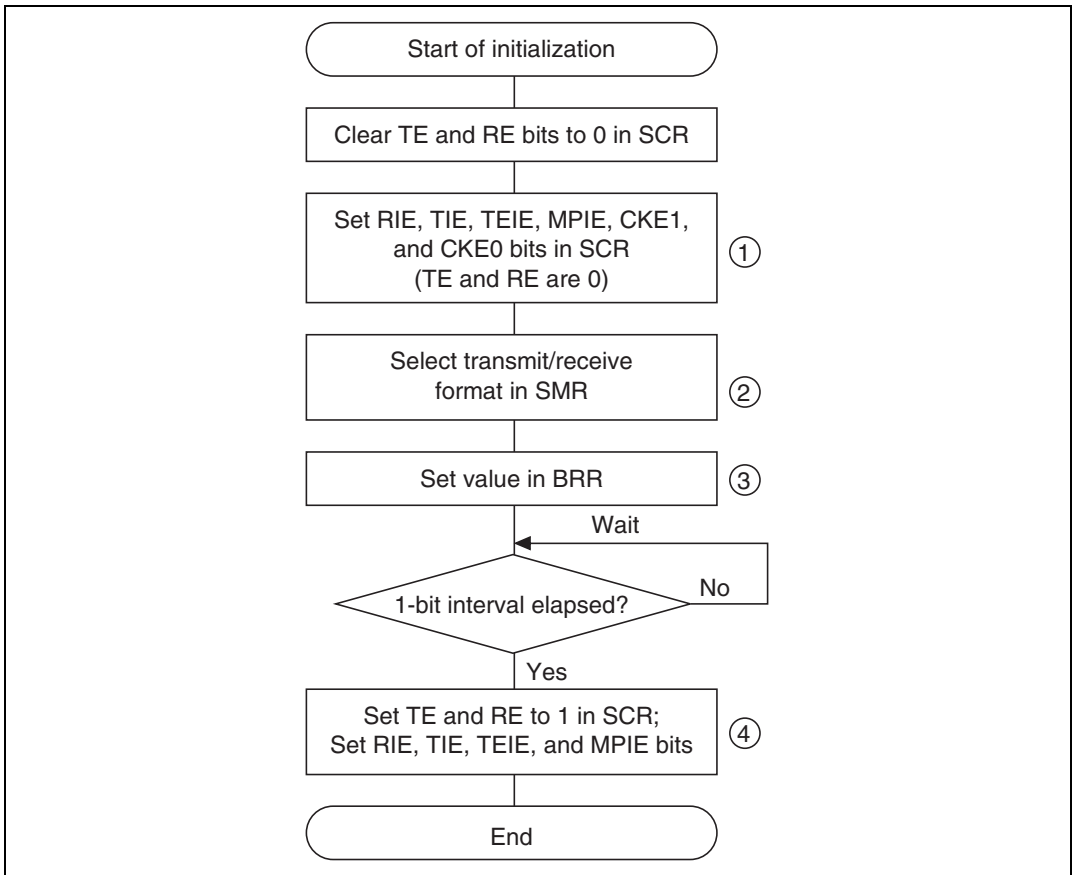 Start of initialization
Clear TE and RE bits to 0 in SCR
Set RIE, TIE, TEIE, MPIE, CKE1,
and CKE0 bits in SCR
(TE and RE are 0)
1
Select transmit/receive
format in SMR
2
Set value in BRR
3
Wait
1-bit interval elapsed?
No
Yes
Set TE and RE to 1 in SCR;
Set RIE, TIE, TEIE, and MPIE bits
4
End